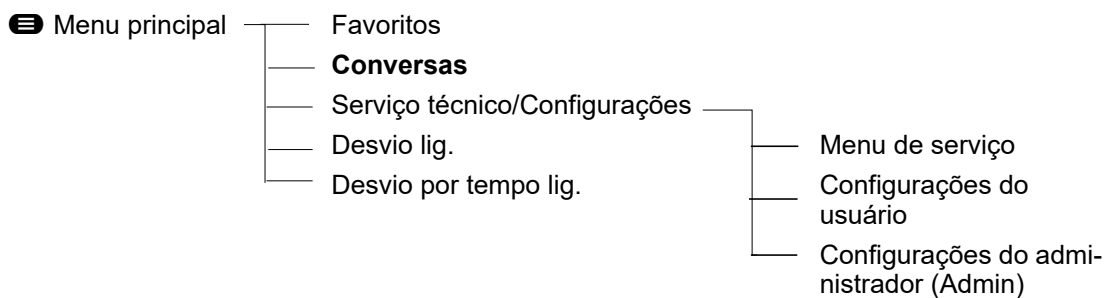 Menu principal
Favoritos
Conversas
Serviço técnico/Configurações
Desvio lig.
Desvio por tempo lig.
Menu de serviço
Configurações do
usuário
Configurações do admi-
nistrador (Admin)